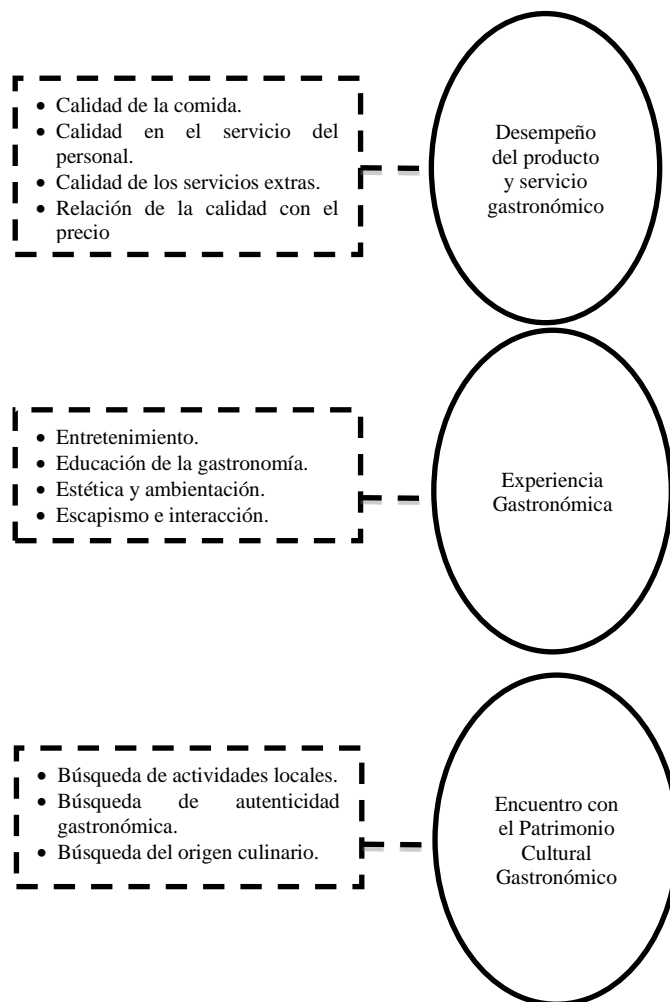 • Calidad de la comida.
• Calidad en el servicio del
personal.
• Calidad de los servicios extras.
• Relación de la calidad con el
precio
Desempeño
del producto
y servicio
gastronómico
• Entretenimiento.
• Educación de la gastronomía.
• Estética y ambientación.
• Escapismo e interacción.
Experiencia
Gastronómica
• Búsqueda de actividades locales.
• Búsqueda de autenticidad
gastronómica.
• Búsqueda del origen culinario.
Encuentro con
el Patrimonio
Cultural
Gastronómico